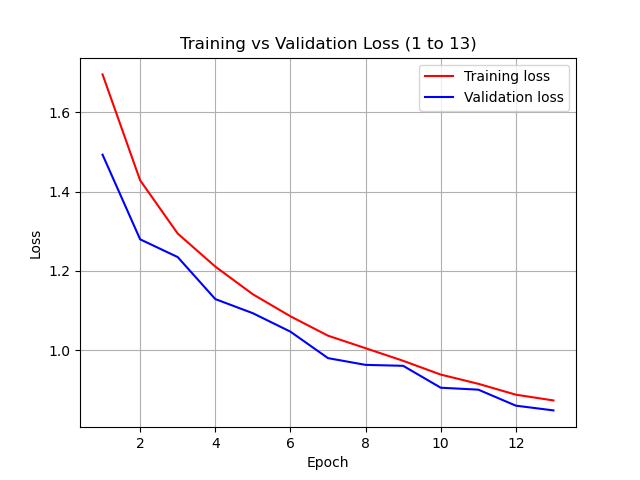 Training vs Validation Loss (1 to 13)
Training loss
Validation loss
Loss
1.6
1.4
1.2
1.0
2 4 6 8 10 12
Epoch